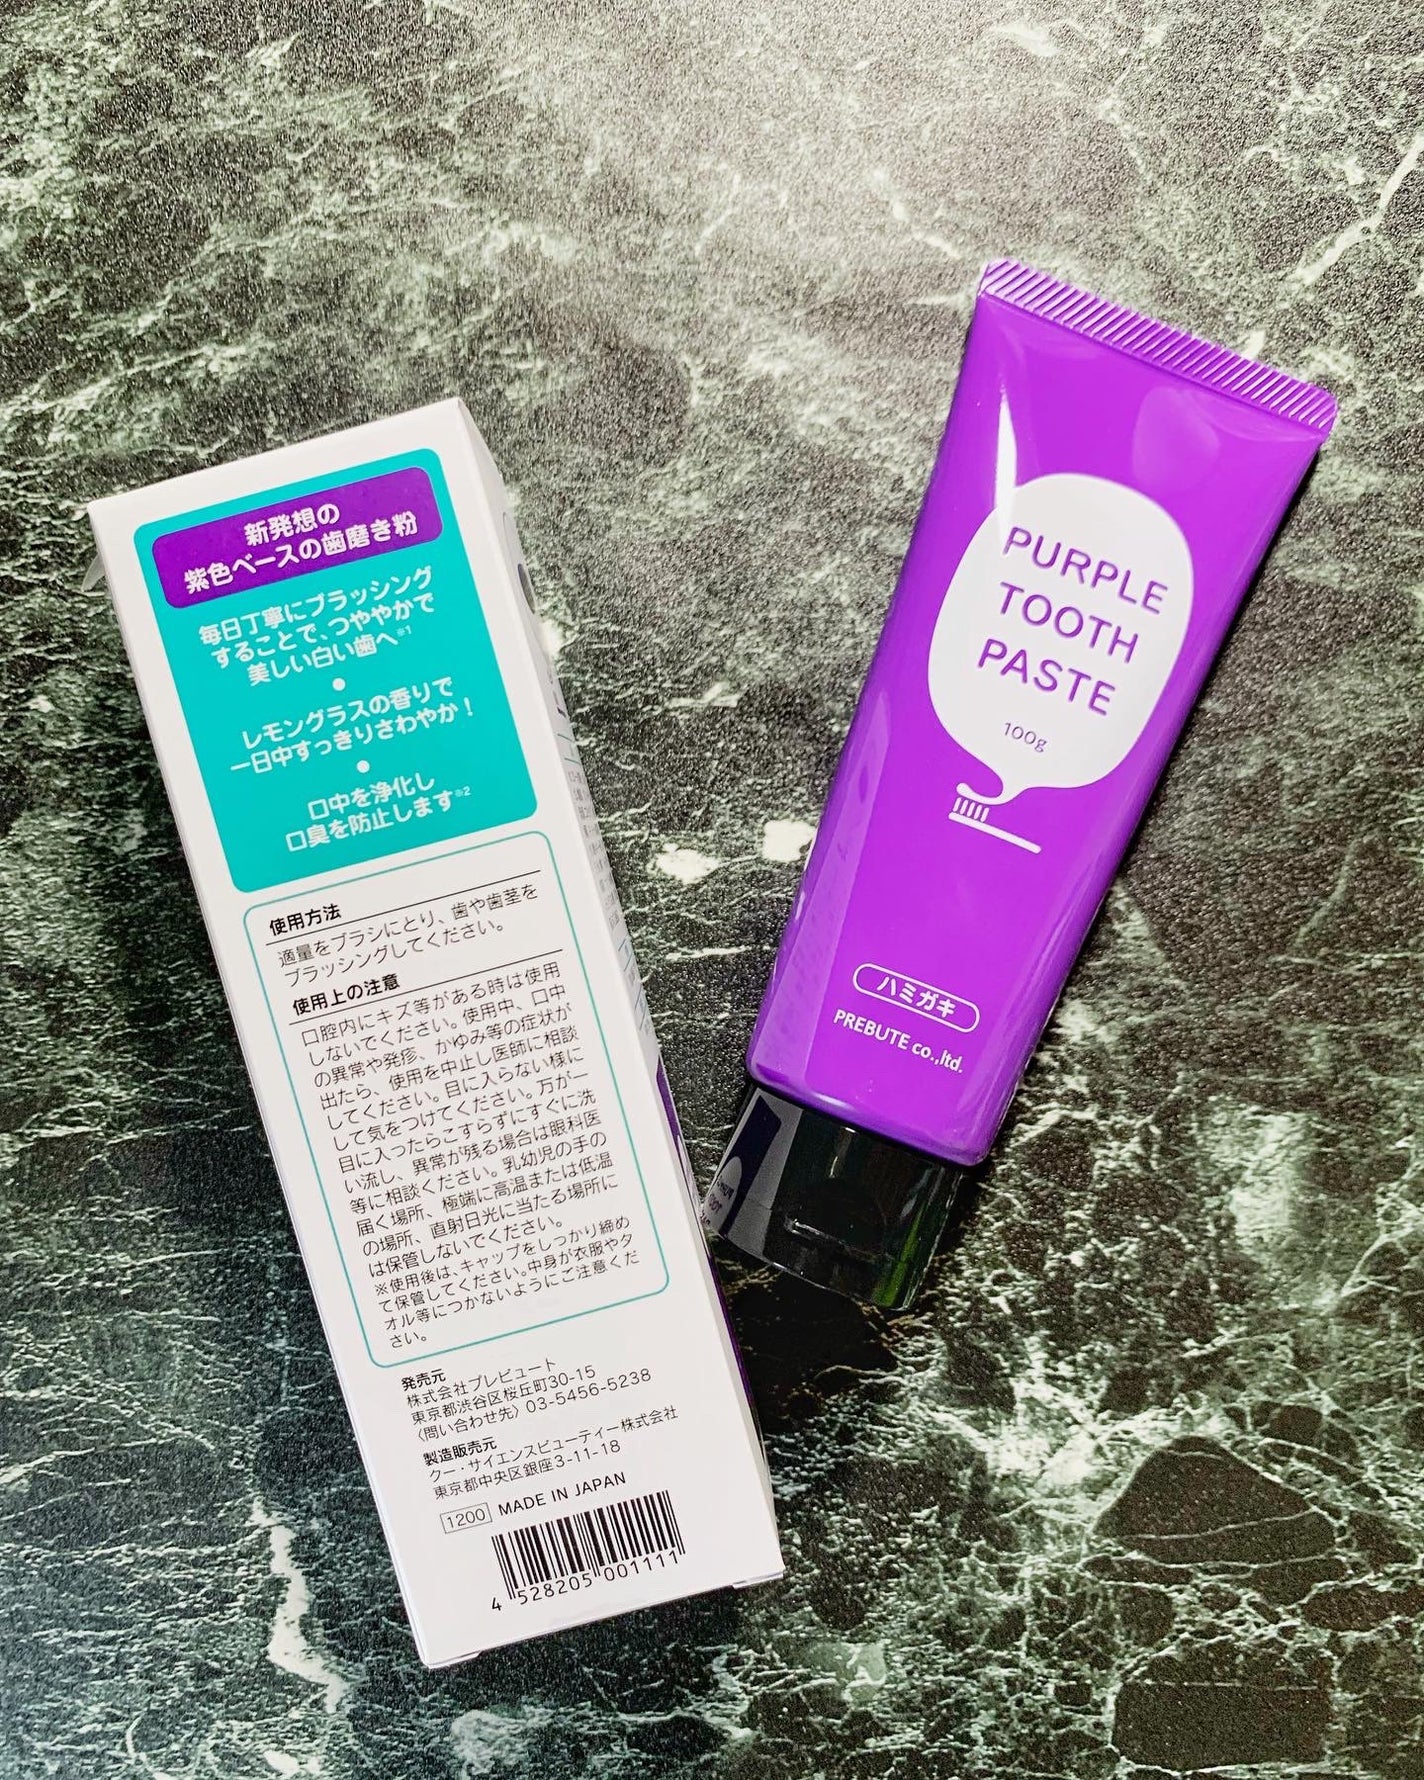 新発想の
紫色ベースの歯磨き粉
毎日丁寧にブラッシング
することで、つややかで
美しい白い歯へ※1
レモングラスの香りで
一日中すっきりさわやか！
口中を浄化し
口臭を防止します※2
使用方法
適量をブラシにとり、歯や歯茎を
ブラッシングしてください。
使用上の注意
口腔内にキズ等がある時は使用
しないでください。使用中、口中
の異常や発疹、かゆみ等の症状が
出たら、使用を中止し医師に相談
してください。目に入らない様に
して気をつけてください。万が一
目に入ったらこすらずにすぐに洗
い流し、異常が残る場合は眼科医
等に相談ください。乳幼児の手の
届く場所、極端に高温または低温
の場所、直射日光に当たる場所に
は保管しないでください。
※使用後は、キャップをしっかり締め
て保管してください。中身が衣服やタ
オル等につかないようにご注意くだ
さい。
発売元
株式会社プレビュート
東京都渋谷区桜丘町30-15
〈問い合わせ先〉03-5456-5238
製造販売元
クー・サイエンスビューティー株式会社
東京都中央区銀座3-11-18
1200 MADE IN JAPAN
4 528205 001111
PURPLE
TOOTH
PASTE
100g
ハミガキ
PREBUTE co.,ltd.